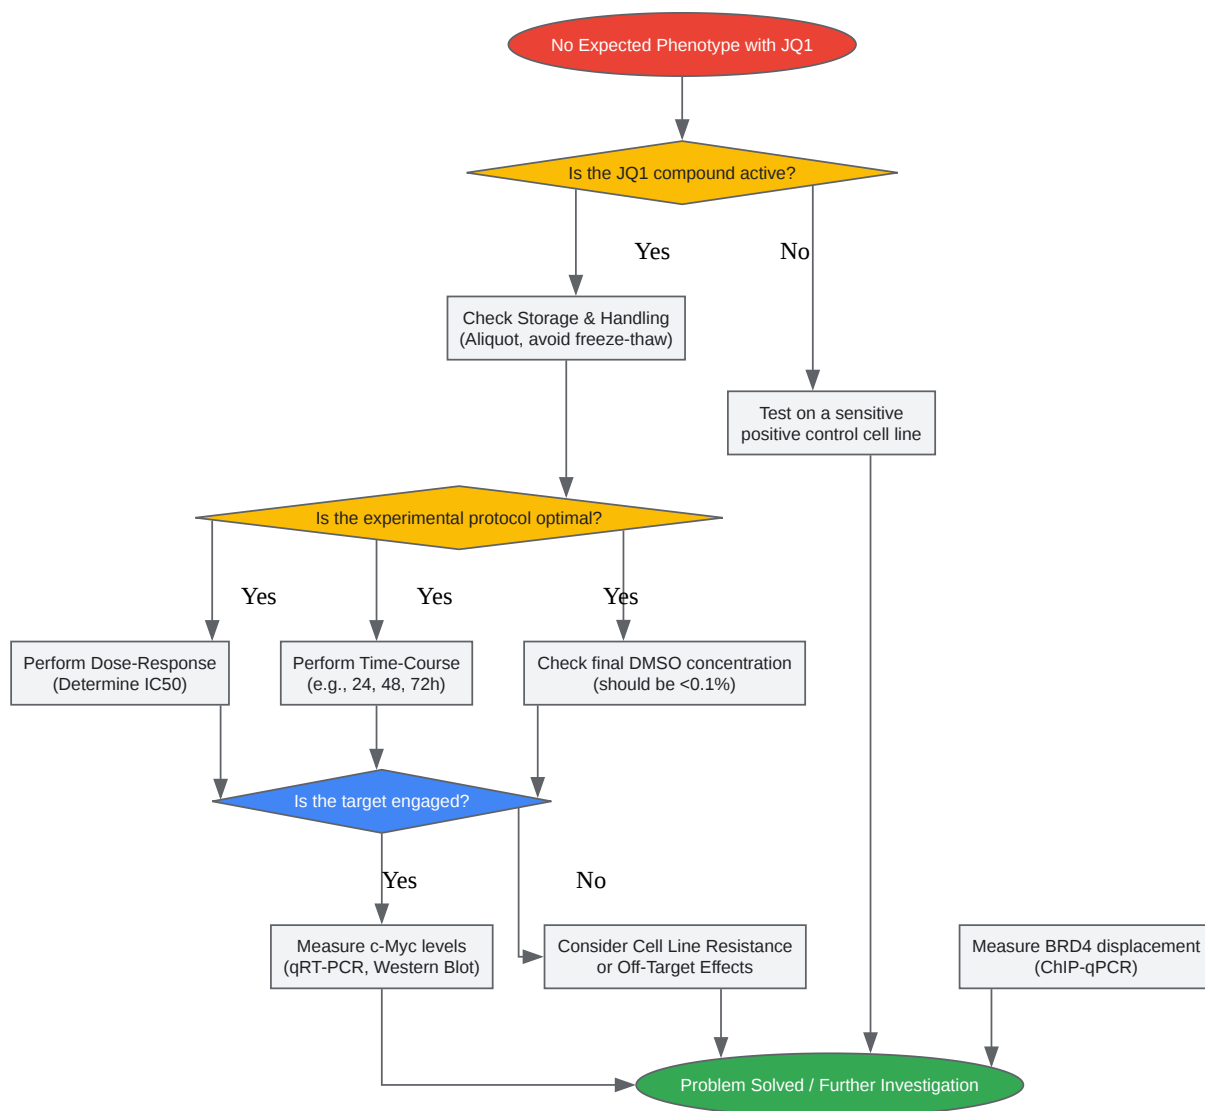 No Expected Phenotype with JQ1
Is the JQ1 compound active?
Yes
No
Check Storage & Handling
(Aliquot, avoid freeze-thaw)
Test on a sensitive
positive control cell line
Is the experimental protocol optimal?
Yes
Yes
Yes
Perform Dose-Response
(Determine IC50)
Perform Time-Course
(e.g., 24, 48, 72h)
Check final DMSO concentration
(should be <0.1%)
Is the target engaged?
Yes
No
Measure c-Myc levels
(qRT-PCR, Western Blot)
Consider Cell Line Resistance
or Off-Target Effects
Measure BRD4 displacement
(ChIP-qPCR)
Problem Solved / Further Investigation